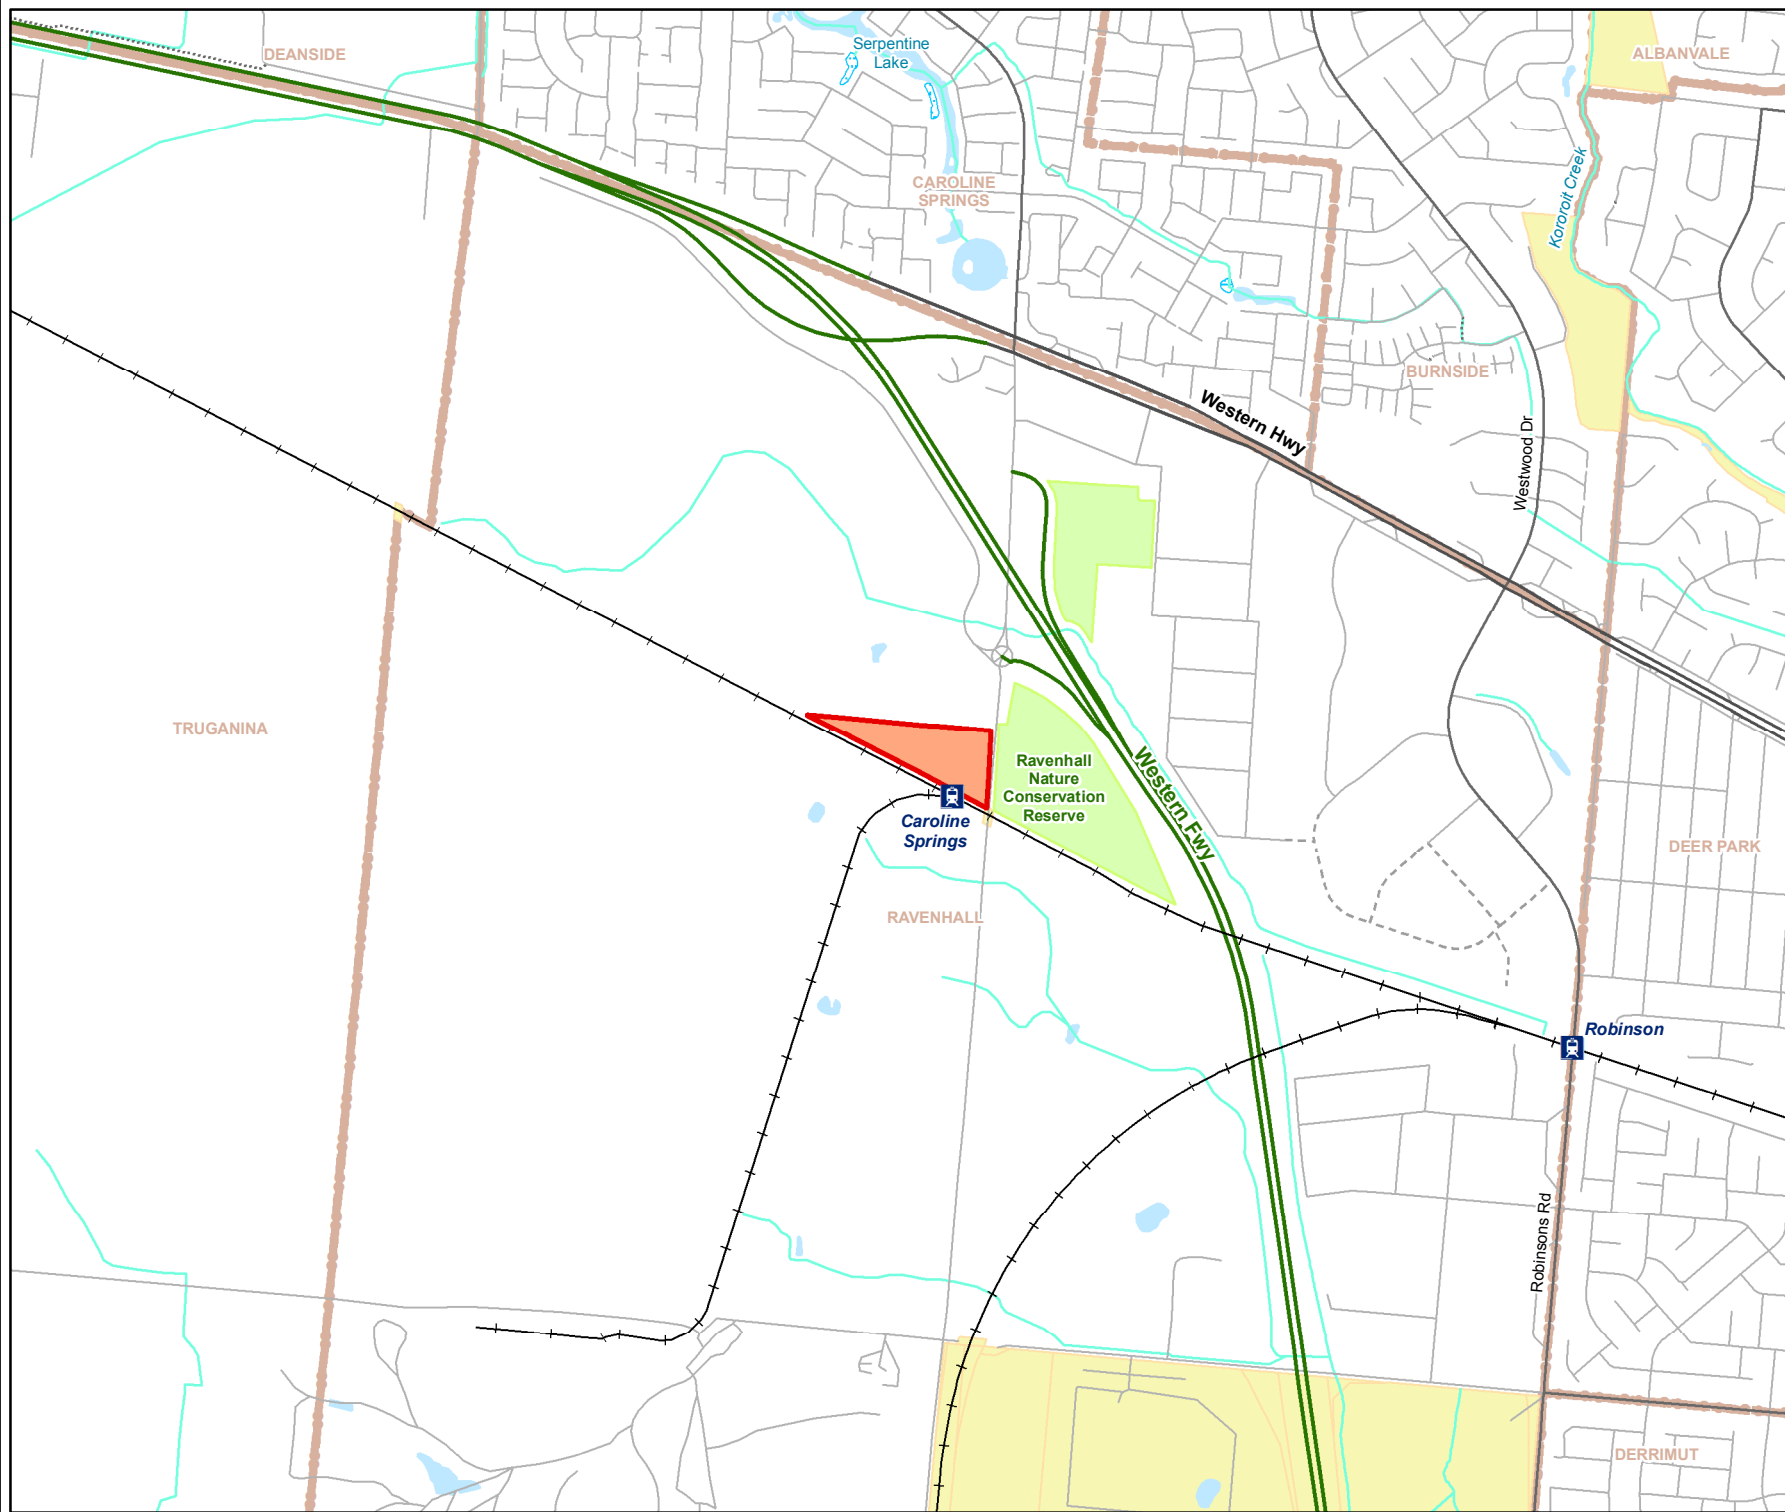 DEANSIDE
Serpentine
Lake
ALBANVALE
CAROLINE
SPRINGS
Kororoit Creek
BURNSIDE
Western Hwy
Westwood Dr
TRUGANINA
Ravenhall
Nature
Conservation
Reserve
Western Fwy
Caroline
Springs
DEER PARK
RAVENHALL
Robinson
Robinsons Rd
DERRIMUT